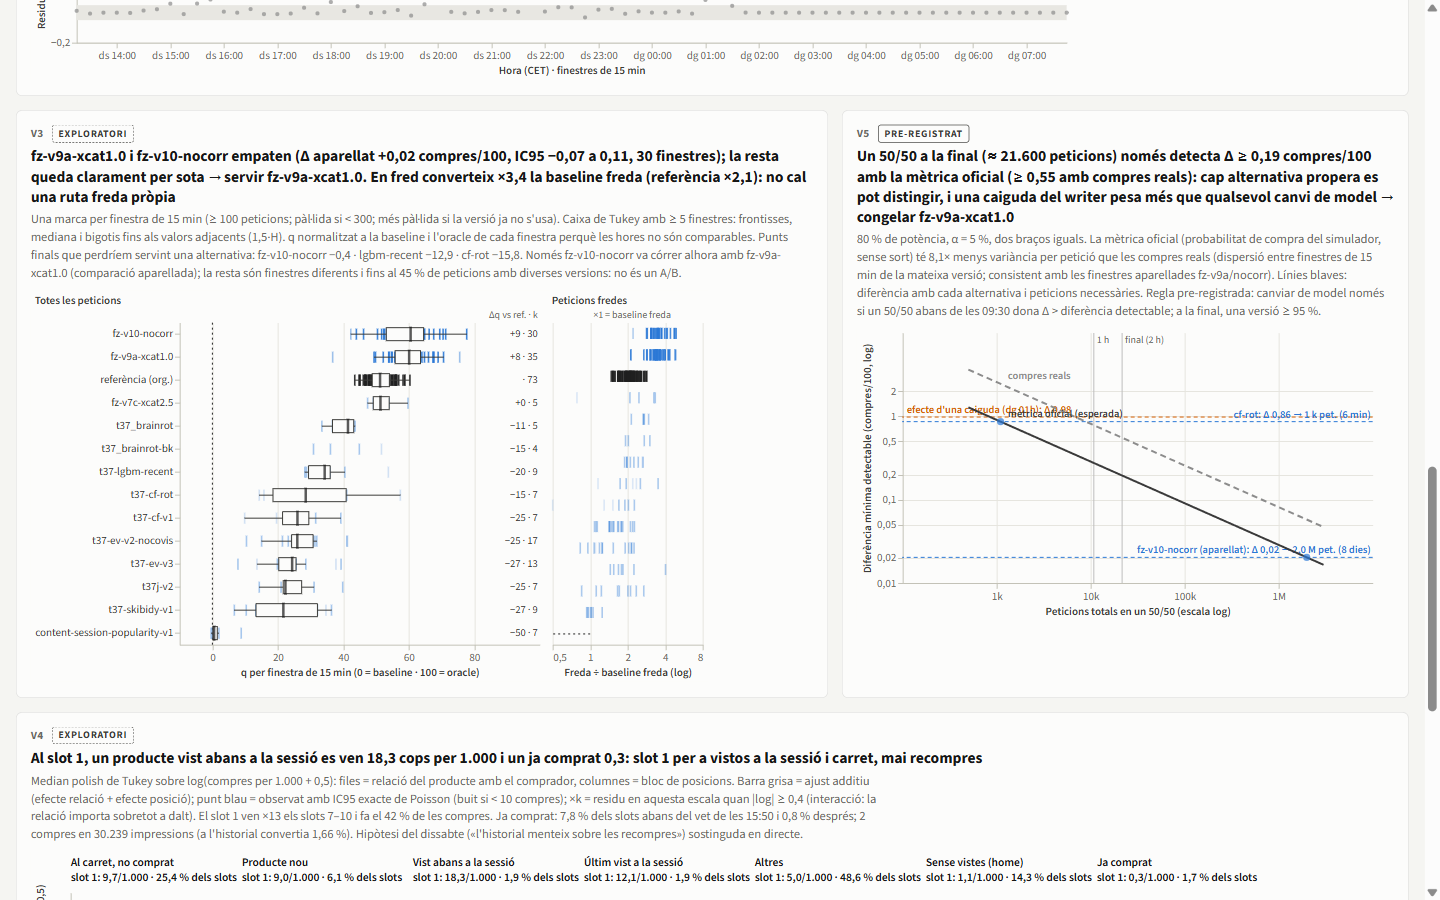 Residu
−0,2
ds 14:00 ds 15:00 ds 16:00 ds 17:00 ds 18:00 ds 19:00 ds 20:00 ds 21:00 ds 22:00 ds 23:00 dg 00:00 dg 01:00 dg 02:00 dg 03:00 dg 04:00 dg 05:00 dg 06:00 dg 07:00
Hora (CET) · finestres de 15 min
V3 EXPLORATORI
fz-v9a-xcat1.0 i fz-v10-nocorr empaten (Δ aparellat +0,02 compres/100, IC95 −0,07 a 0,11, 30 finestres); la resta
queda clarament per sota → servir fz-v9a-xcat1.0. En fred converteix ×3,4 la baseline freda (referència ×2,1): no cal
una ruta freda pròpia
Una marca per finestra de 15 min (≥ 100 peticions; pàl·lida si < 300; més pàl·lida si la versió ja no s'usa). Caixa de Tukey amb ≥ 5 finestres: frontisses,
mediana i bigotis fins als valors adjacents (1,5·H). q normalitzat a la baseline i l'oracle de cada finestra perquè les hores no són comparables. Punts
finals que perdríem servint una alternativa: fz-v10-nocorr −0,4 · lgbm-recent −12,9 · cf-rot −15,8. Només fz-v10-nocorr va córrer alhora amb fz-v9a-
xcat1.0 (comparació aparellada); la resta són finestres diferents i fins al 45 % de peticions amb diverses versions: no és un A/B.
Totes les peticions
Peticions fredes
Δq vs ref. · k
×1 = baseline freda
fz-v10-nocorr +9 · 30
fz-v9a-xcat1.0 +8 · 35
referència (org.) · 73
fz-v7c-xcat2.5 +0 · 5
t37_brainrot −11 · 5
t37_brainrot-bk −15 · 4
t37-lgbm-recent −20 · 9
t37-cf-rot −15 · 7
t37-cf-v1 −25 · 7
t37-ev-v2-nocovis −25 · 17
t37-ev-v3 −27 · 13
t37j-v2 −25 · 7
t37-skibidy-v1 −27 · 9
content-session-popularity-v1 −50 · 7
0 20 40 60 80
0,5 1 2 4 8
q per finestra de 15 min (0 = baseline · 100 = oracle)
Freda ÷ baseline freda (log)
V5 PRE-REGISTRAT
Un 50/50 a la final (≈ 21.600 peticions) només detecta Δ ≥ 0,19 compres/100
amb la mètrica oficial (≥ 0,55 amb compres reals): cap alternativa propera es
pot distingir, i una caiguda del writer pesa més que qualsevol canvi de model →
congelar fz-v9a-xcat1.0
80 % de potència, α = 5 %, dos braços iguals. La mètrica oficial (probabilitat de compra del simulador,
sense sort) té 8,1× menys variància per petició que les compres reals (dispersió entre finestres de 15
min de la mateixa versió; consistent amb les finestres aparellades fz-v9a/nocorr). Línies blaves:
diferència amb cada alternativa i peticions necessàries. Regla pre-registrada: canviar de model només
si un 50/50 abans de les 09:30 dona Δ > diferència detectable; a la final, una versió ≥ 95 %.
Diferència mínima detectable (compres/100, log)
1 h
final (2 h)
compres reals
efecte d'una caiguda (dg 01h): Δ
mètrica oficial (esperada)
cf-rot: Δ 0,86 → 1 k pet. (6 min)
fz-v10-nocorr (aparellat): Δ 0,02 → 2,0 M pet. (8 dies)
2
1
0,5
0,2
0,1
0,05
0,02
0,01
1k 10k 100k 1M
Peticions totals en un 50/50 (escala log)
V4 EXPLORATORI
Al slot 1, un producte vist abans a la sessió es ven 18,3 cops per 1.000 i un ja comprat 0,3: slot 1 per a vistos a la sessió i carret, mai recompres
Median polish de Tukey sobre log(compres per 1.000 + 0,5): files = relació del producte amb el comprador, columnes = bloc de posicions. Barra grisa = ajust additiu
(efecte relació + efecte posició); punt blau = observat amb IC95 exacte de Poisson (buit si < 10 compres); ×k = residu en aquesta escala quan |log| ≥ 0,4 (interacció: la
relació importa sobretot a dalt). El slot 1 ven ×13 els slots 7–10 i fa el 42 % de les compres. Ja comprat: 7,8 % dels slots abans del vet de les 15:50 i 0,8 % després; 2
compres en 30.239 impressions (a l'historial convertia 1,66 %). Hipòtesi del dissabte («l'historial menteix sobre les recompres») sostinguda en directe.
Al carret, no comprat Producte nou Vist abans a la sessió Últim vist a la sessió Altres Sense vistes (home) Ja comprat
slot 1: 9,7/1.000 · 25,4 % dels slots slot 1: 9,0/1.000 · 6,1 % dels slots slot 1: 18,3/1.000 · 1,9 % dels slots slot 1: 12,1/1.000 · 1,9 % dels slots slot 1: 5,0/1.000 · 48,6 % dels slots slot 1: 1,1/1.000 · 14,3 % dels slots slot 1: 0,3/1.000 · 1,7 % dels slots
0,5)